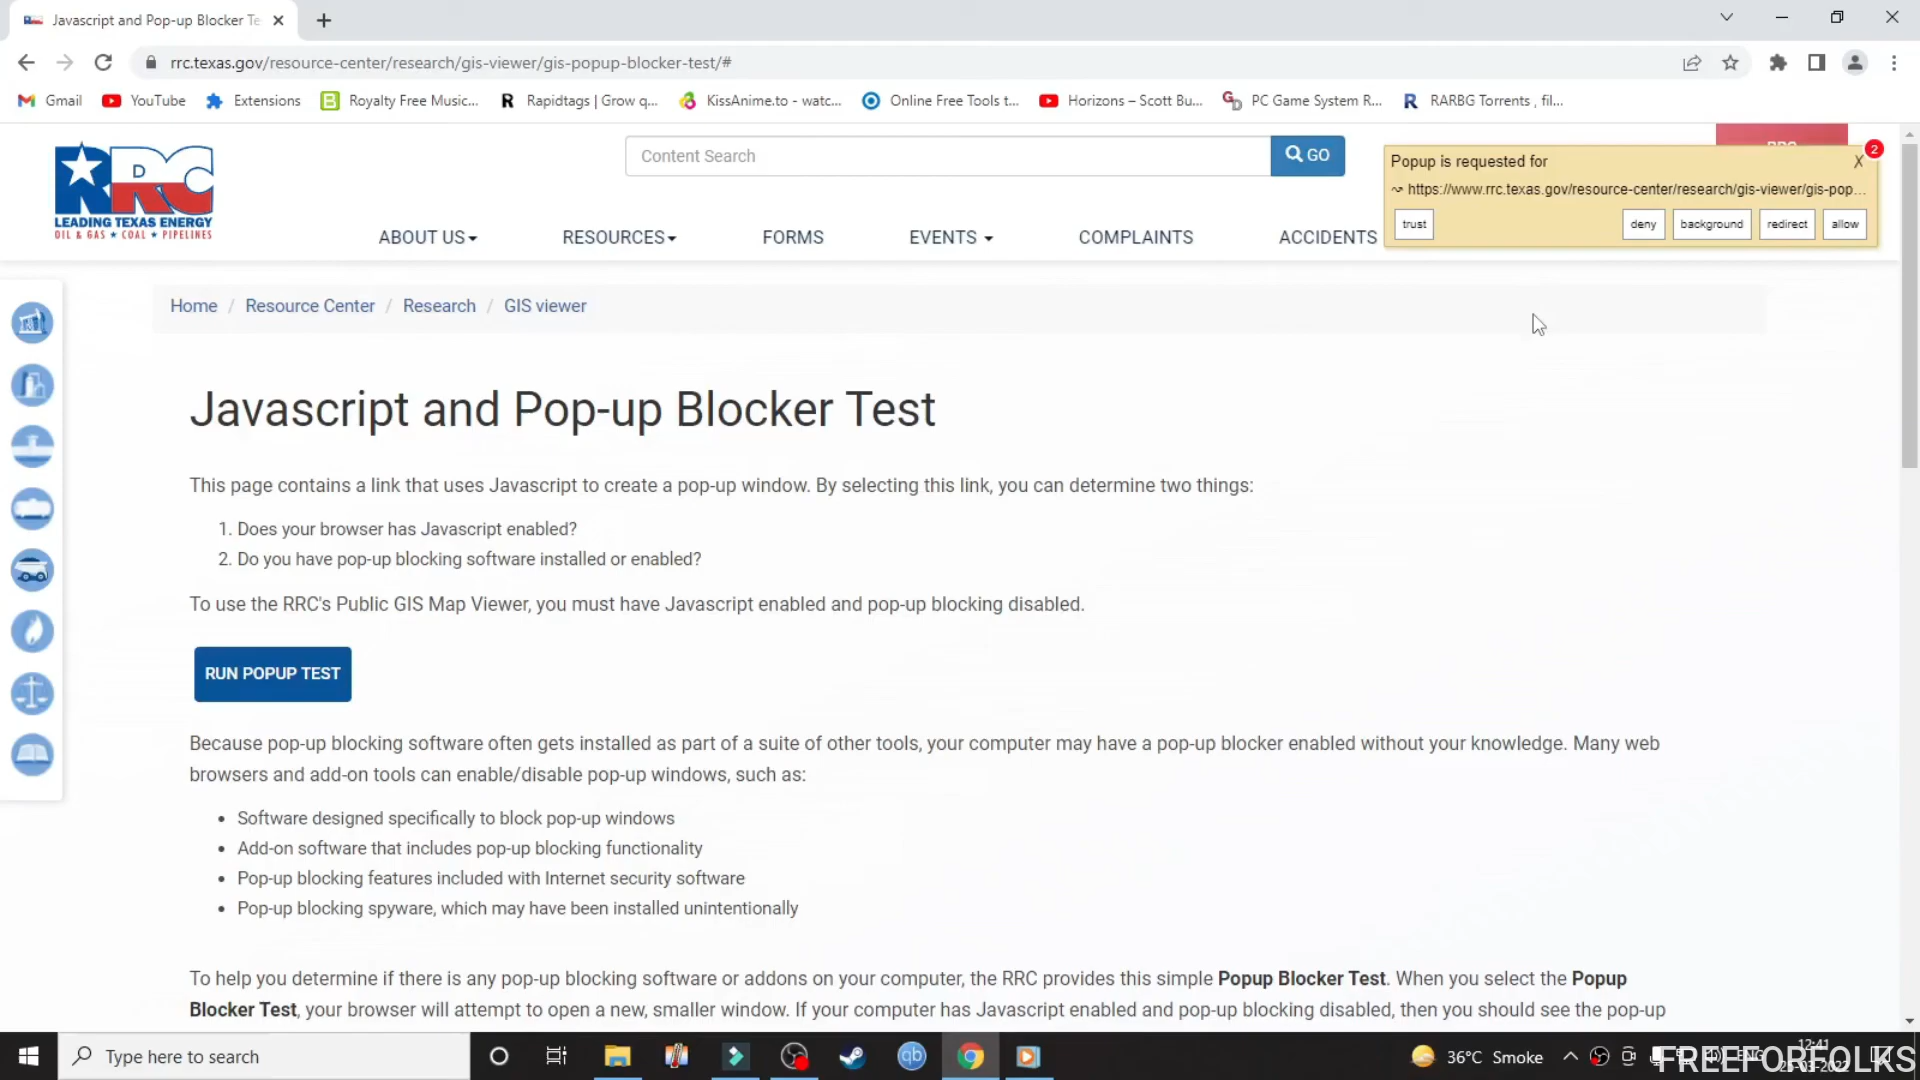 Javascript and Pop-up Blocker Te
rrc.texas.gov/resource-center/research/gis-viewer/gis-popup-blocker-test/#
Gmail
YouTube
Extensions
Royalty Free Music...
Rapidtags | Grow q...
KissAnime.to - watc...
Online Free Tools t...
Horizons – Scott Bu...
PC Game System R...
RARBG Torrents , fil...
RRC
LEADING TEXAS ENERGY
OIL & GAS ★ COAL ★ PIPELINES
Content Search
GO
Popup is requested for
X
2
↝ https://www.rrc.texas.gov/resource-center/research/gis-viewer/gis-pop...
trust
deny
background
redirect
allow
ABOUT US
RESOURCES
FORMS
EVENTS
COMPLAINTS
ACCIDENTS
Home / Resource Center / Research / GIS viewer
Javascript and Pop-up Blocker Test
This page contains a link that uses Javascript to create a pop-up window. By selecting this link, you can determine two things:
1. Does your browser has Javascript enabled?
2. Do you have pop-up blocking software installed or enabled?
To use the RRC's Public GIS Map Viewer, you must have Javascript enabled and pop-up blocking disabled.
RUN POPUP TEST
Because pop-up blocking software often gets installed as part of a suite of other tools, your computer may have a pop-up blocker enabled without your knowledge. Many web
browsers and add-on tools can enable/disable pop-up windows, such as:
• Software designed specifically to block pop-up windows
• Add-on software that includes pop-up blocking functionality
• Pop-up blocking features included with Internet security software
• Pop-up blocking spyware, which may have been installed unintentionally
To help you determine if there is any pop-up blocking software or addons on your computer, the RRC provides this simple Popup Blocker Test. When you select the Popup
Blocker Test, your browser will attempt to open a new, smaller window. If your computer has Javascript enabled and pop-up blocking disabled, then you should see the pop-up
Type here to search
qb
36°C Smoke
12:41
FREEFORFOLKS